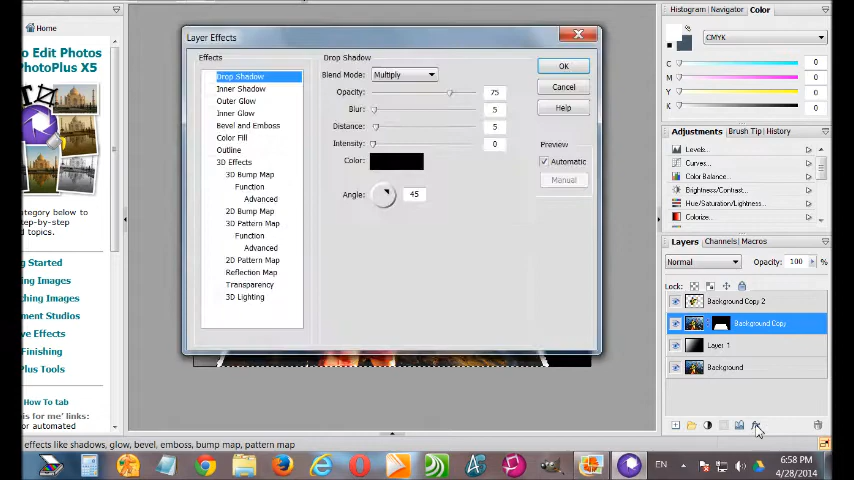 Home
o Edit Photos
PhotoPlus X5
ategory below to
step-by-step
d topics.
g Started
ing Images
ching Images
ment Studios
ve Effects
Finishing
Plus Tools
How To tab
is for me' links:
Layer Effects
Effects
Drop Shadow
Inner Shadow
Outer Glow
Inner Glow
Bevel and Emboss
Color Fill
Outline
3D Effects
3D Bump Map
Function
Advanced
2D Bump Map
3D Pattern Map
Function
Advanced
2D Pattern Map
Reflection Map
Transparency
3D Lighting
Drop Shadow
Blend Mode: Multiply
Opacity: 75
Blur: 5
Distance: 5
Intensity: 0
Color:
Angle: 45
OK
Cancel
Help
Preview
Automatic
Manual
Histogram Navigator Color
CMYK
C 0
M 0
Y 0
K 0
Adjustments Brush Tip History
Levels...
Curves...
Color Balance...
Brightness/Contrast...
Hue/Saturation/Lightness...
Colorize...
Layers Channels Macros
Normal Opacity: 100 %
Lock:
Background Copy 2
Background Copy
Layer 1
Background
fx
effects like shadows, glow, bevel, emboss, bump map, pattern map
EN
6:58 PM
4/28/2014